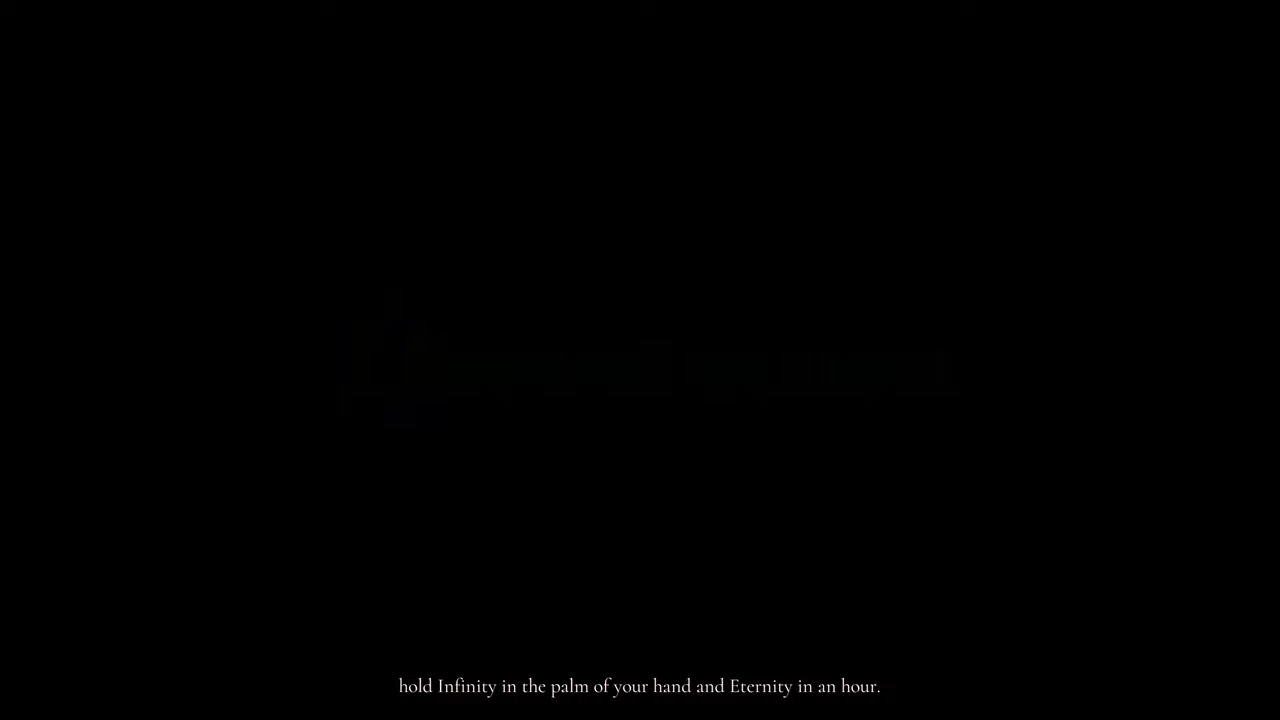 hold Infinity in the palm of your hand and Eternity in an hour.